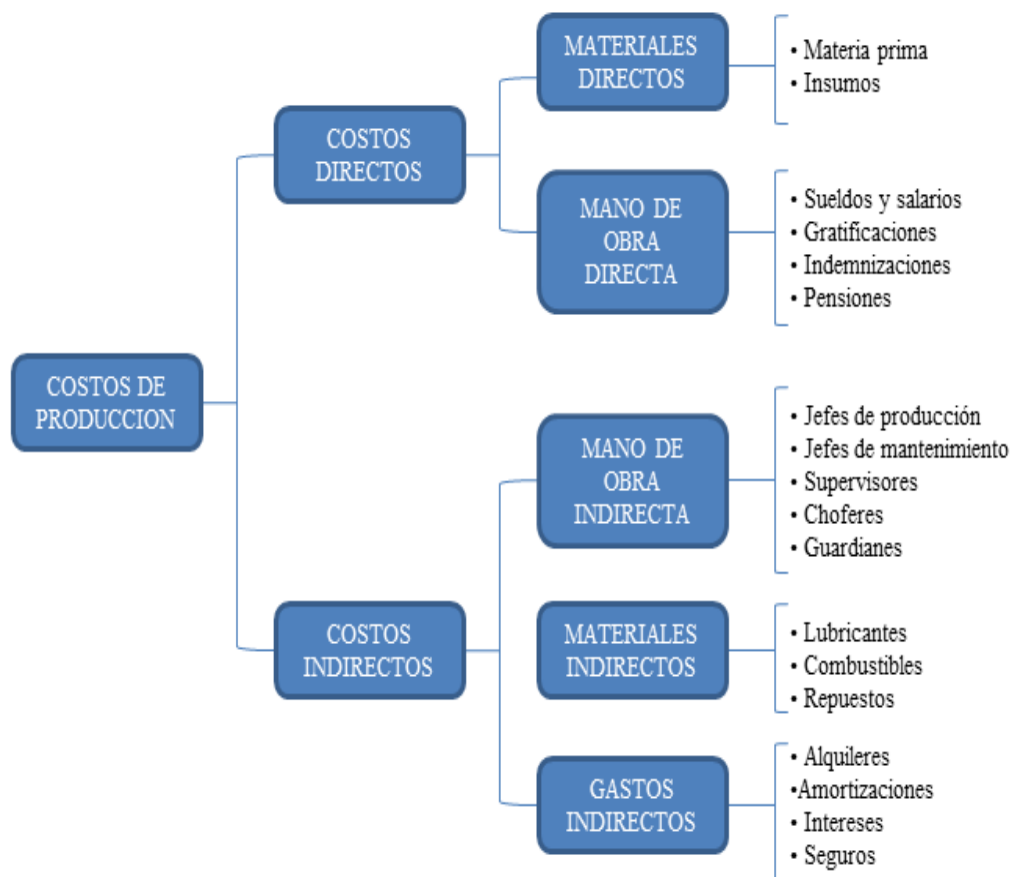 COSTOS DE
PRODUCCION
COSTOS
DIRECTOS
MATERIALES
DIRECTOS
• Materia prima
• Insumos
MANO DE
OBRA
DIRECTA
• Sueldos y salarios
• Gratificaciones
• Indemnizaciones
• Pensiones
COSTOS
INDIRECTOS
MANO DE
OBRA
INDIRECTA
• Jefes de producción
• Jefes de mantenimiento
• Supervisores
• Choferes
• Guardianes
MATERIALES
INDIRECTOS
• Lubricantes
• Combustibles
• Repuestos
GASTOS
INDIRECTOS
• Alquileres
•Amortizaciones
• Intereses
• Seguros